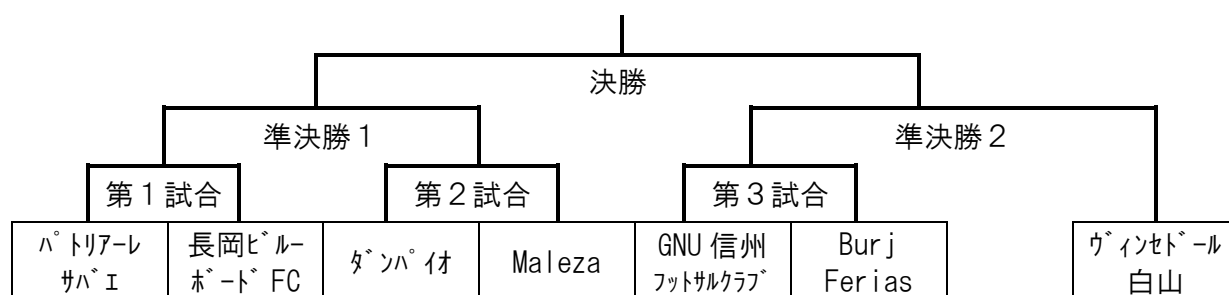 決勝
準決勝１
準決勝２
第１試合
第２試合
第３試合
ﾊﾟﾄﾘｱｰﾚ
ｻﾊﾞｴ
長岡ﾋﾞﾙｰ
ﾎﾞｰﾄﾞFC
ﾀﾞﾝﾊﾟｲｵ
Maleza
GNU 信州
ﾌｯﾄｻﾙｸﾗﾌﾞ
Burj
Ferias
ｳﾞｨﾝｾﾄﾞｰﾙ
白山